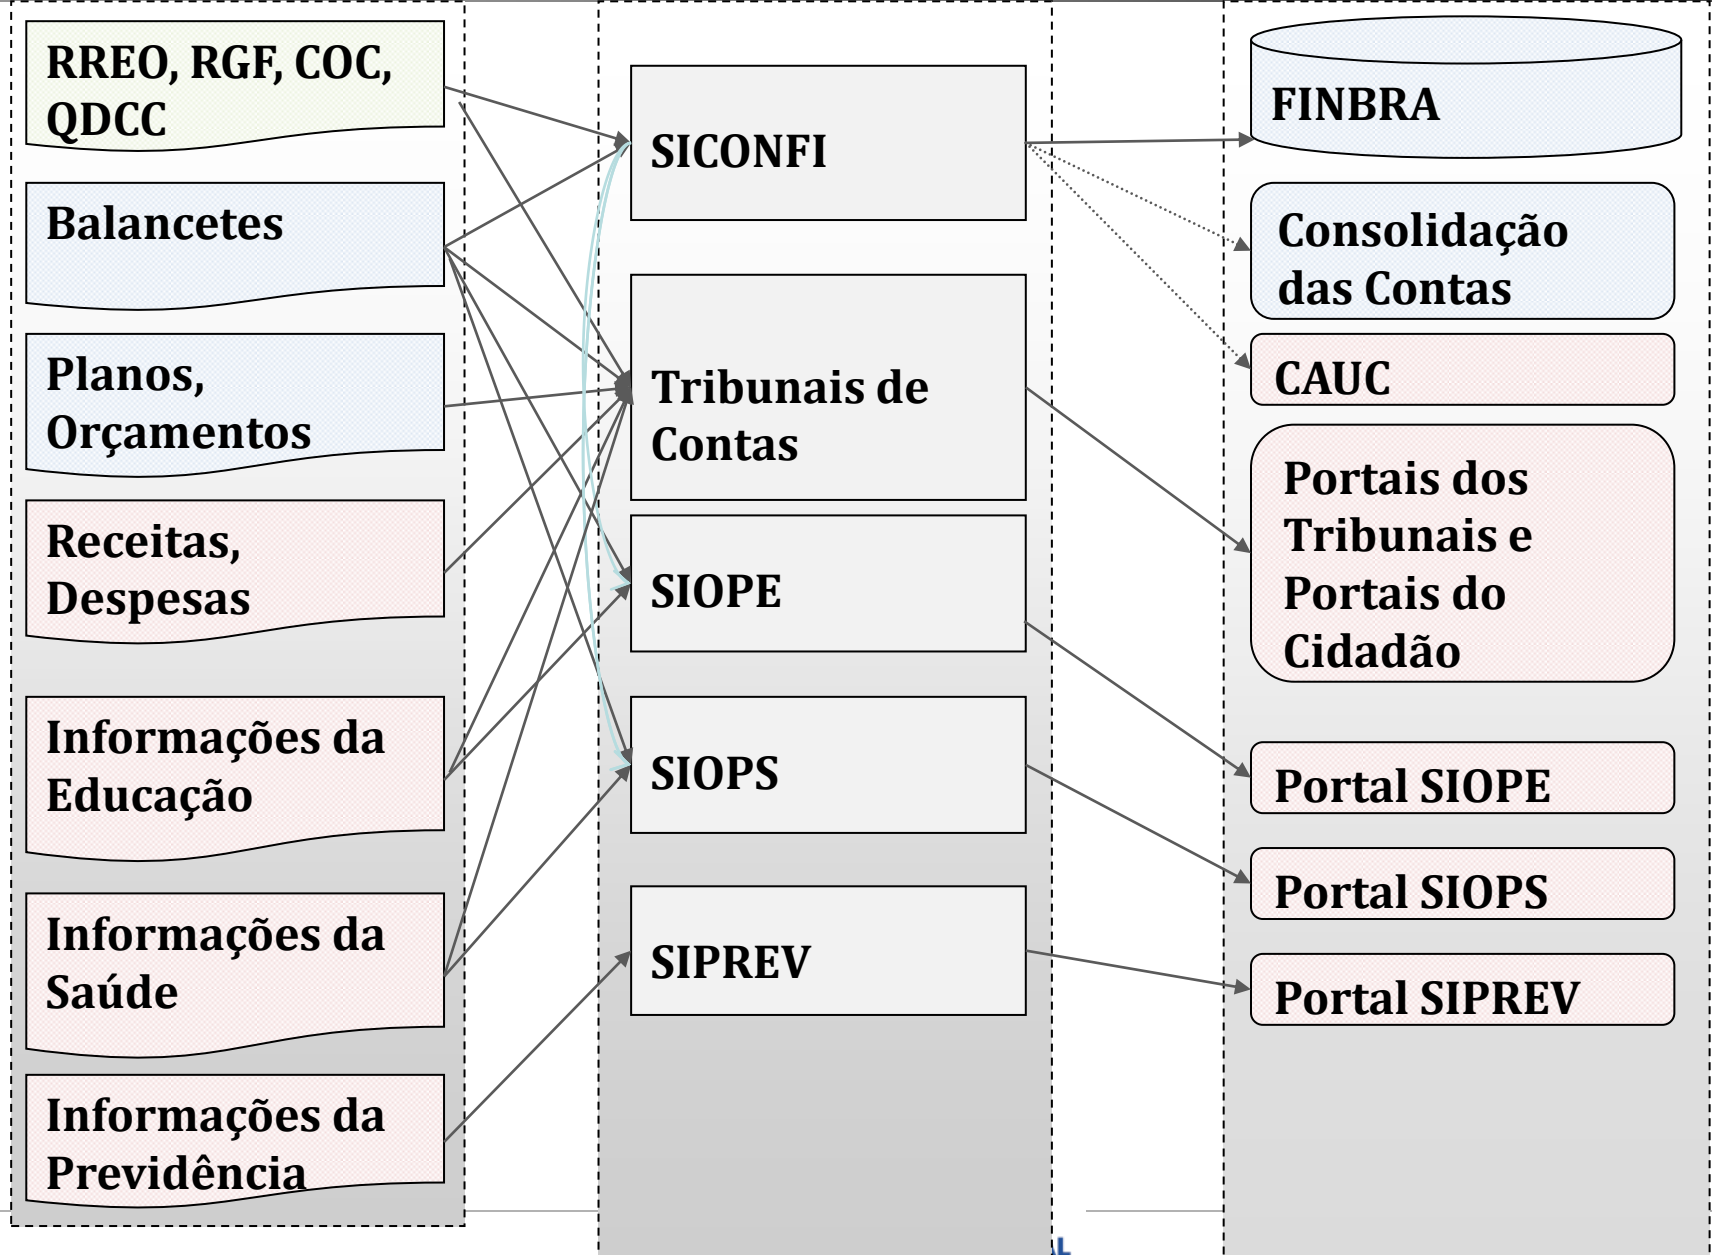 RREO, RGF, COC,
QDCC
Balancetes
Planos,
Orçamentos
Receitas,
Despesas
Informações da
Educação
Informações da
Saúde
Informações da
Previdência
SICONFI
Tribunais de
Contas
SIOPE
SIOPS
SIPREV
FINBRA
Consolidação
das Contas
CAUC
Portais dos
Tribunais e
Portais do
Cidadão
Portal SIOPE
Portal SIOPS
Portal SIPREV